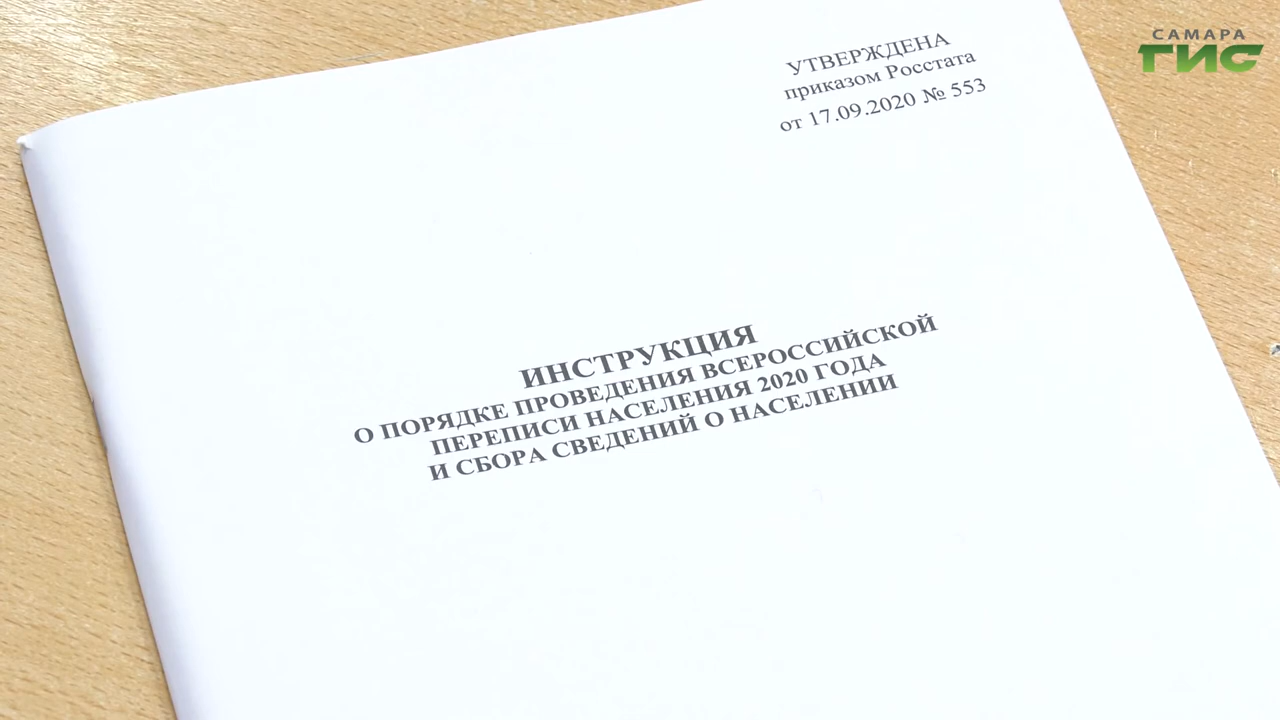 САМАРА
ГИС
УТВЕРЖДЕНА
приказом Росстата
от 17.09.2020 № 553
ИНСТРУКЦИЯ
О ПОРЯДКЕ ПРОВЕДЕНИЯ ВСЕРОССИЙСКОЙ
ПЕРЕПИСИ НАСЕЛЕНИЯ 2020 ГОДА
И СБОРА СВЕДЕНИЙ О НАСЕЛЕНИИ